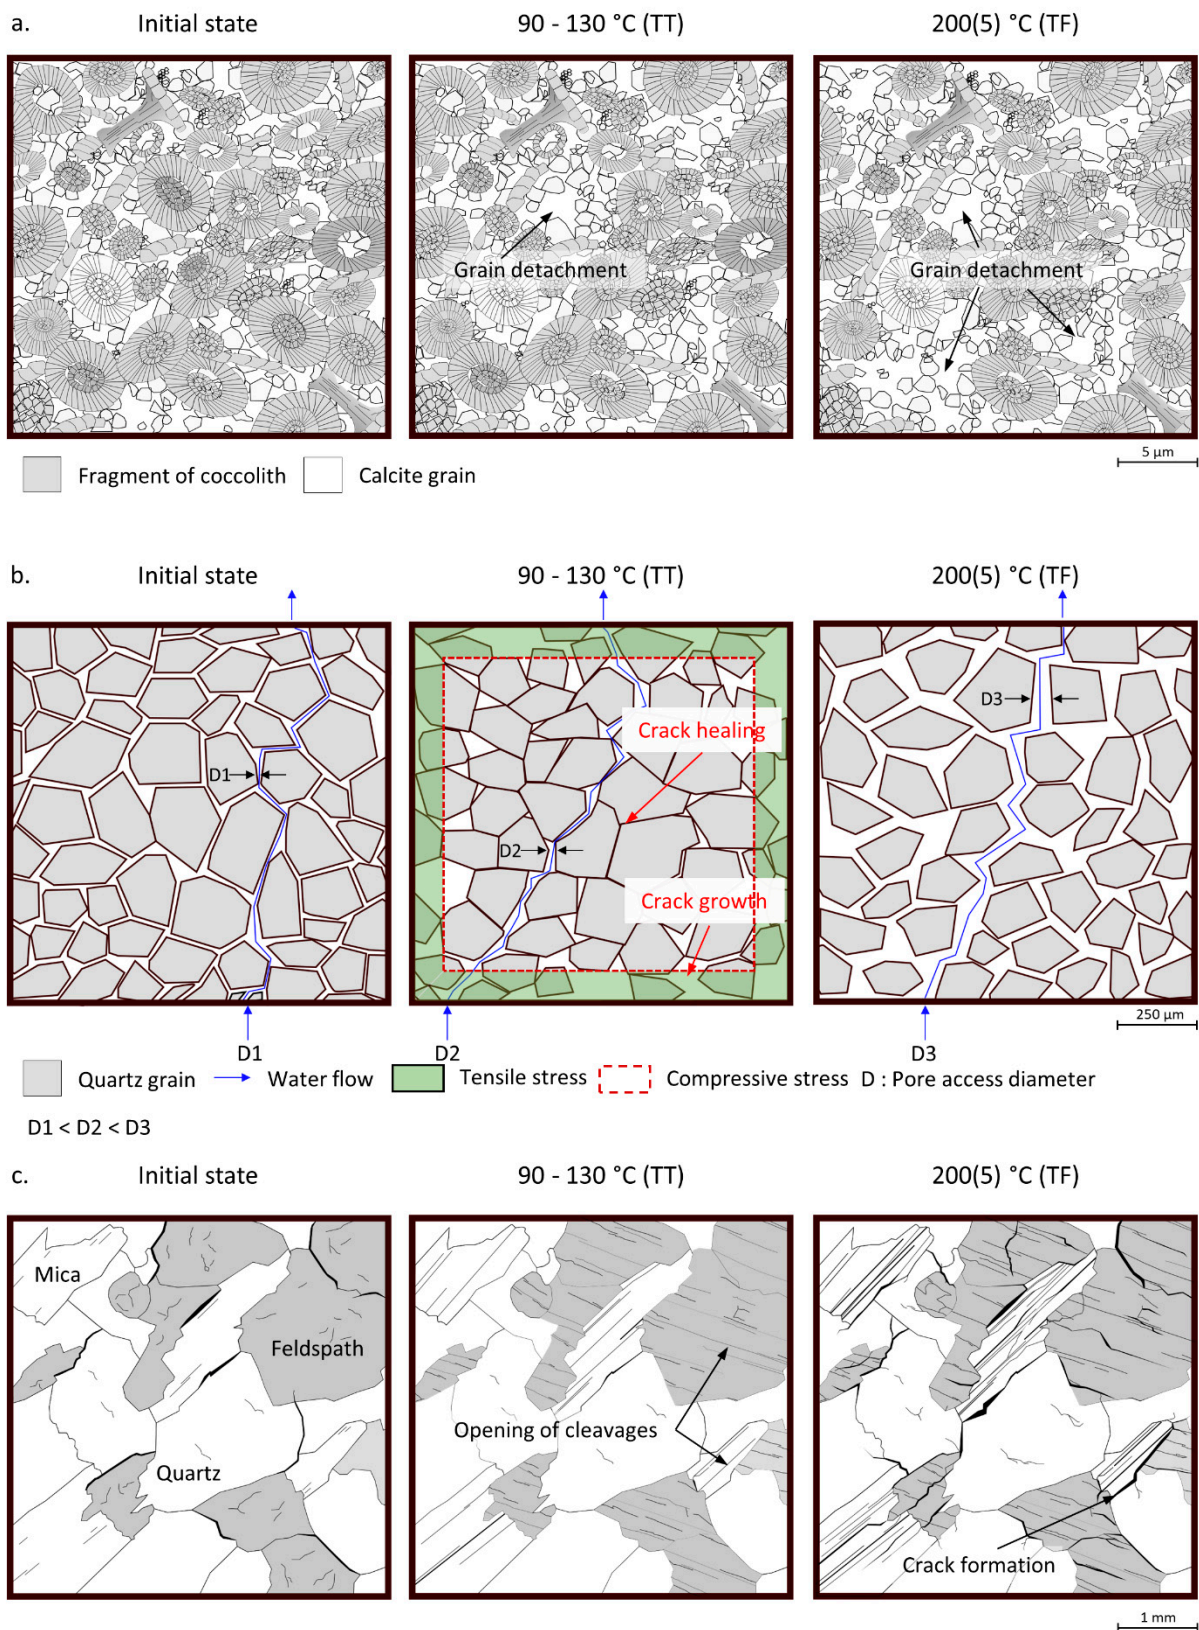 a.
Initial state
90 - 130 °C (TT)
200(5) °C (TF)
Grain detachment
Grain detachment
5 µm
Fragment of coccolith
Calcite grain
b.
Initial state
90 - 130 °C (TT)
200(5) °C (TF)
D3
Crack healing
D1
D2
Crack growth
250 µm
D1
D2
D3
Quartz grain
Water flow
Tensile stress
Compressive stress
D : Pore access diameter
D1 < D2 < D3
c.
Initial state
90 - 130 °C (TT)
200(5) °C (TF)
Mica
Feldspath
Opening of cleavages
Quartz
Crack formation
1 mm